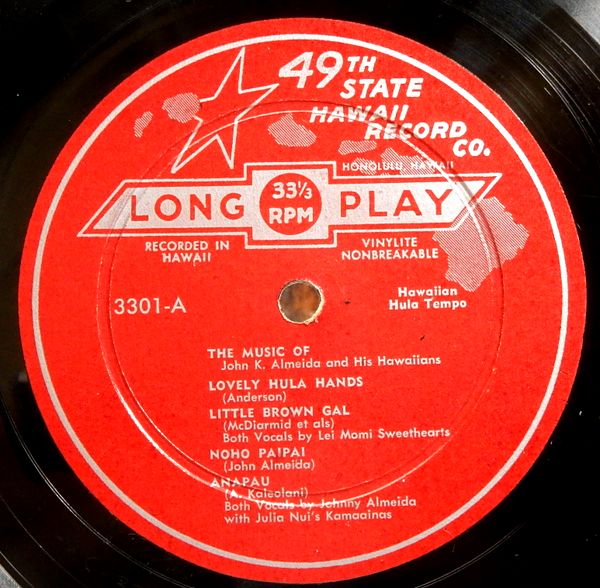 49TH
STATE
HAWAII
RECORD
CO.
HONOLULU, HAWAII
LONG 33⅓ RPM PLAY
RECORDED IN
HAWAII
VINYLITE
NONBREAKABLE
3301-A
Hawaiian
Hula Tempo
THE MUSIC OF
John K. Almeida and His Hawaiians
LOVELY HULA HANDS
(Anderson)
LITTLE BROWN GAL
(McDiarmid et als)
Both Vocals by Lei Momi Sweethearts
NOHO PAIPAI
(John Almeida)
ANAPAU
(A. Kaleolani)
Both Vocals by Johnny Almeida
with Julia Nui's Kamaainas